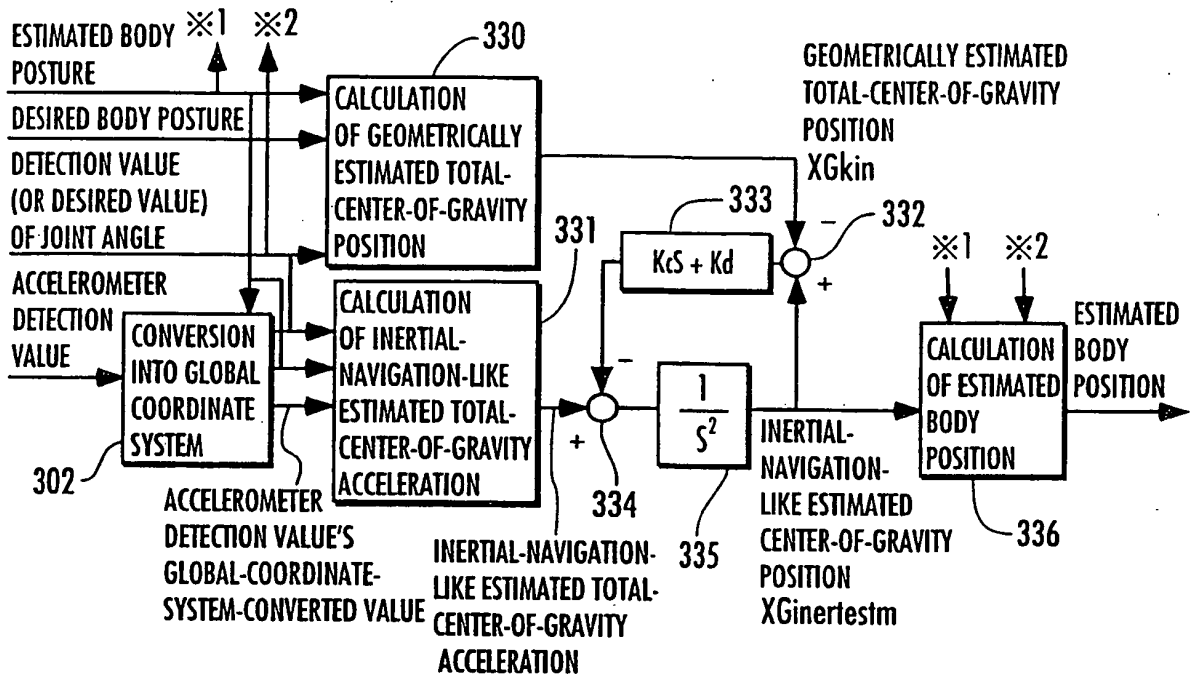 ESTIMATED BODY
POSTURE
※1
※2
330
DESIRED BODY POSTURE
DETECTION VALUE
(OR DESIRED VALUE)
OF JOINT ANGLE
ACCELEROMETER
DETECTION
VALUE
CALCULATION
OF GEOMETRICALLY
ESTIMATED TOTAL-
CENTER-OF-GRAVITY
POSITION
GEOMETRICALLY ESTIMATED
TOTAL-CENTER-OF-GRAVITY
POSITION
XGkin
331
333
KcS + Kd
−
332
+
CONVERSION
INTO GLOBAL
COORDINATE
SYSTEM
302
CALCULATION
OF INERTIAL-
NAVIGATION-LIKE
ESTIMATED TOTAL-
CENTER-OF-GRAVITY
ACCELERATION
−
+
334
1
S²
335
※1
※2
CALCULATION
OF ESTIMATED
BODY
POSITION
336
ESTIMATED
BODY
POSITION
ACCELEROMETER
DETECTION VALUE'S
GLOBAL-COORDINATE-
SYSTEM-CONVERTED VALUE
INERTIAL-NAVIGATION-
LIKE ESTIMATED TOTAL-
CENTER-OF-GRAVITY
ACCELERATION
INERTIAL-
NAVIGATION-
LIKE ESTIMATED
CENTER-OF-GRAVITY
POSITION
XGinertestm